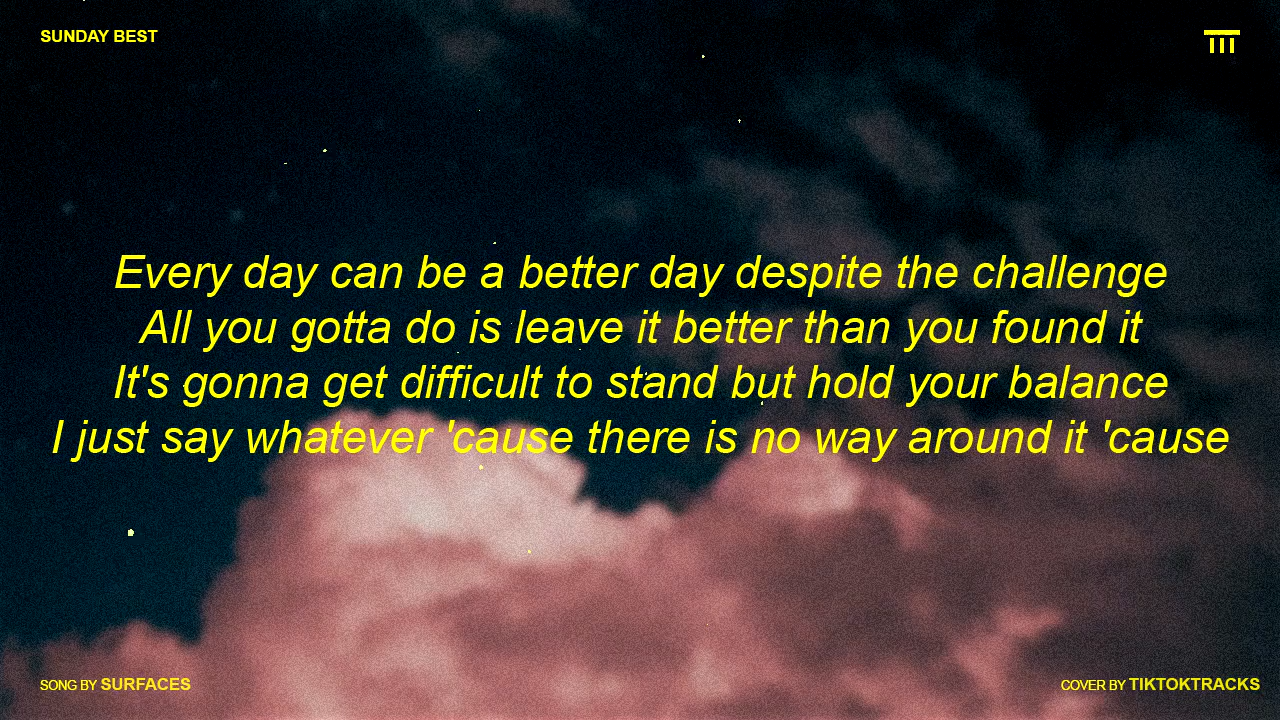 SUNDAY BEST
Every day can be a better day despite the challenge
All you gotta do is leave it better than you found it
It's gonna get difficult to stand but hold your balance
I just say whatever 'cause there is no way around it 'cause
SONG BY SURFACES
COVER BY TIKTOKTRACKS